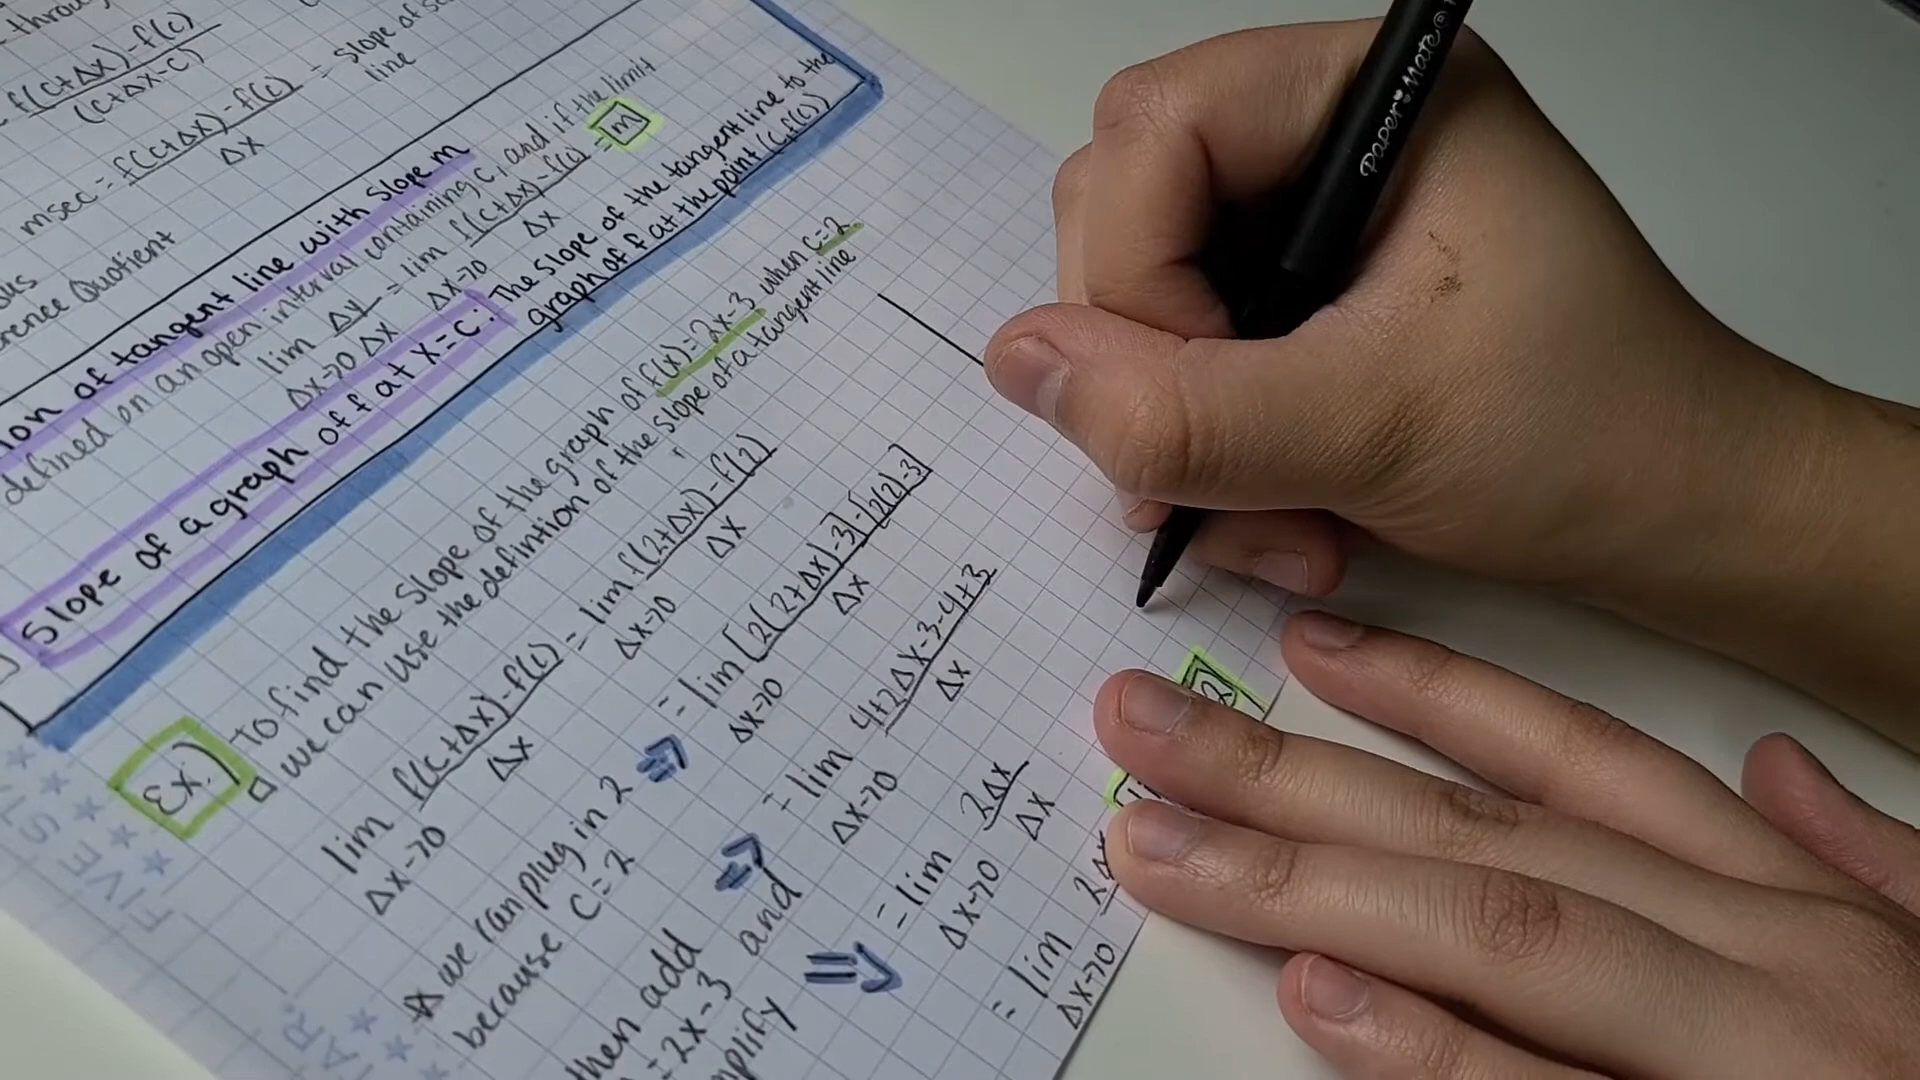 through
f(c+Δx)-f(c)
(c+Δx-c)
msec = f(c+Δx)-f(c) = slope of
Δx
line
Quotient
of tangent line with slope m
defined on an open interval containing c, and if the limit
lim Δy = lim f(c+Δx)-f(c) = m
Δx→0 Δx Δx→0 Δx
Slope of a graph of f at x=c: The slope of the tangent line to the
graph of f at the point (c,f(c))
Ex.) To find the slope of the graph of f(x)=2x-3 when c=2
we can use the defintion of the slope of a tangent line
lim f(c+Δx)-f(c) = lim f(2+Δx)-f(2)
Δx→0 Δx Δx→0 Δx
we can plug in 2 ⇒ = lim [2(2+Δx)-3]-[2(2)-3]
because c=2 Δx→0 Δx
⇒ = lim 4+2Δx-3-4+3
Δx→0 Δx
then add
=2x-3 and
⇒ = lim 2Δx
Δx→0 Δx
= lim
Δx→0
2
FIVE
Paper Mate